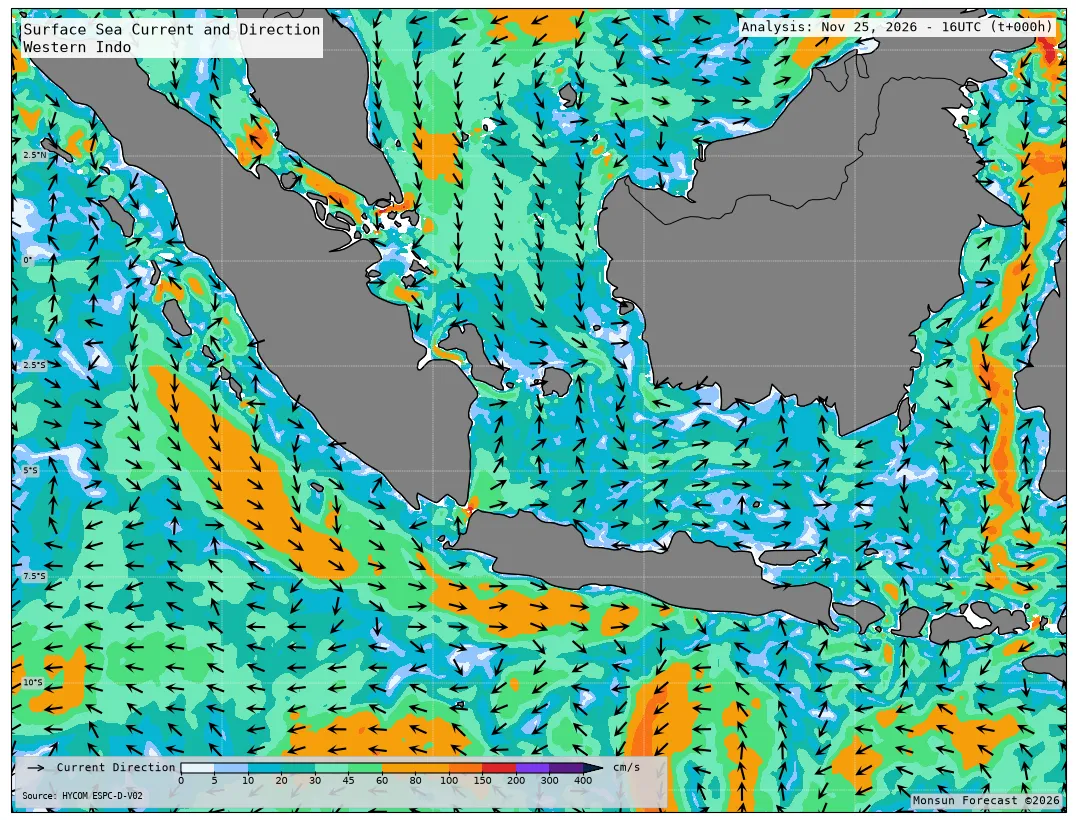 Surface Sea Current and Direction
Western Indo
Analysis: Nov 25, 2026 - 16UTC (t+000h)
2.5°N
0°
2.5°S
5°S
7.5°S
10°S
Current Direction
0 5 10 20 30 45 60 80 100 150 200 300 400 cm/s
Source: HYCOM ESPC-D-V02
Monsun Forecast ©2026